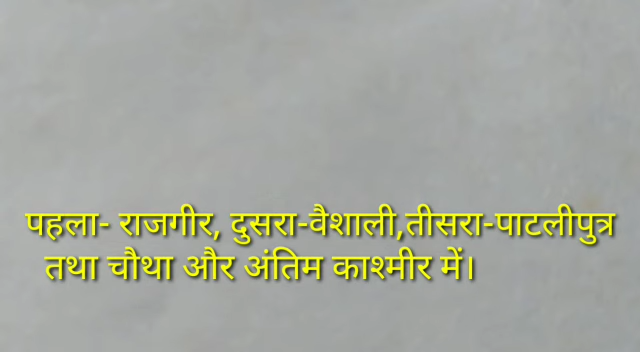 पहला- राजगीर, दुसरा-वैशाली,तीसरा-पाटलीपुत्र
तथा चौथा और अंतिम काश्मीर में।